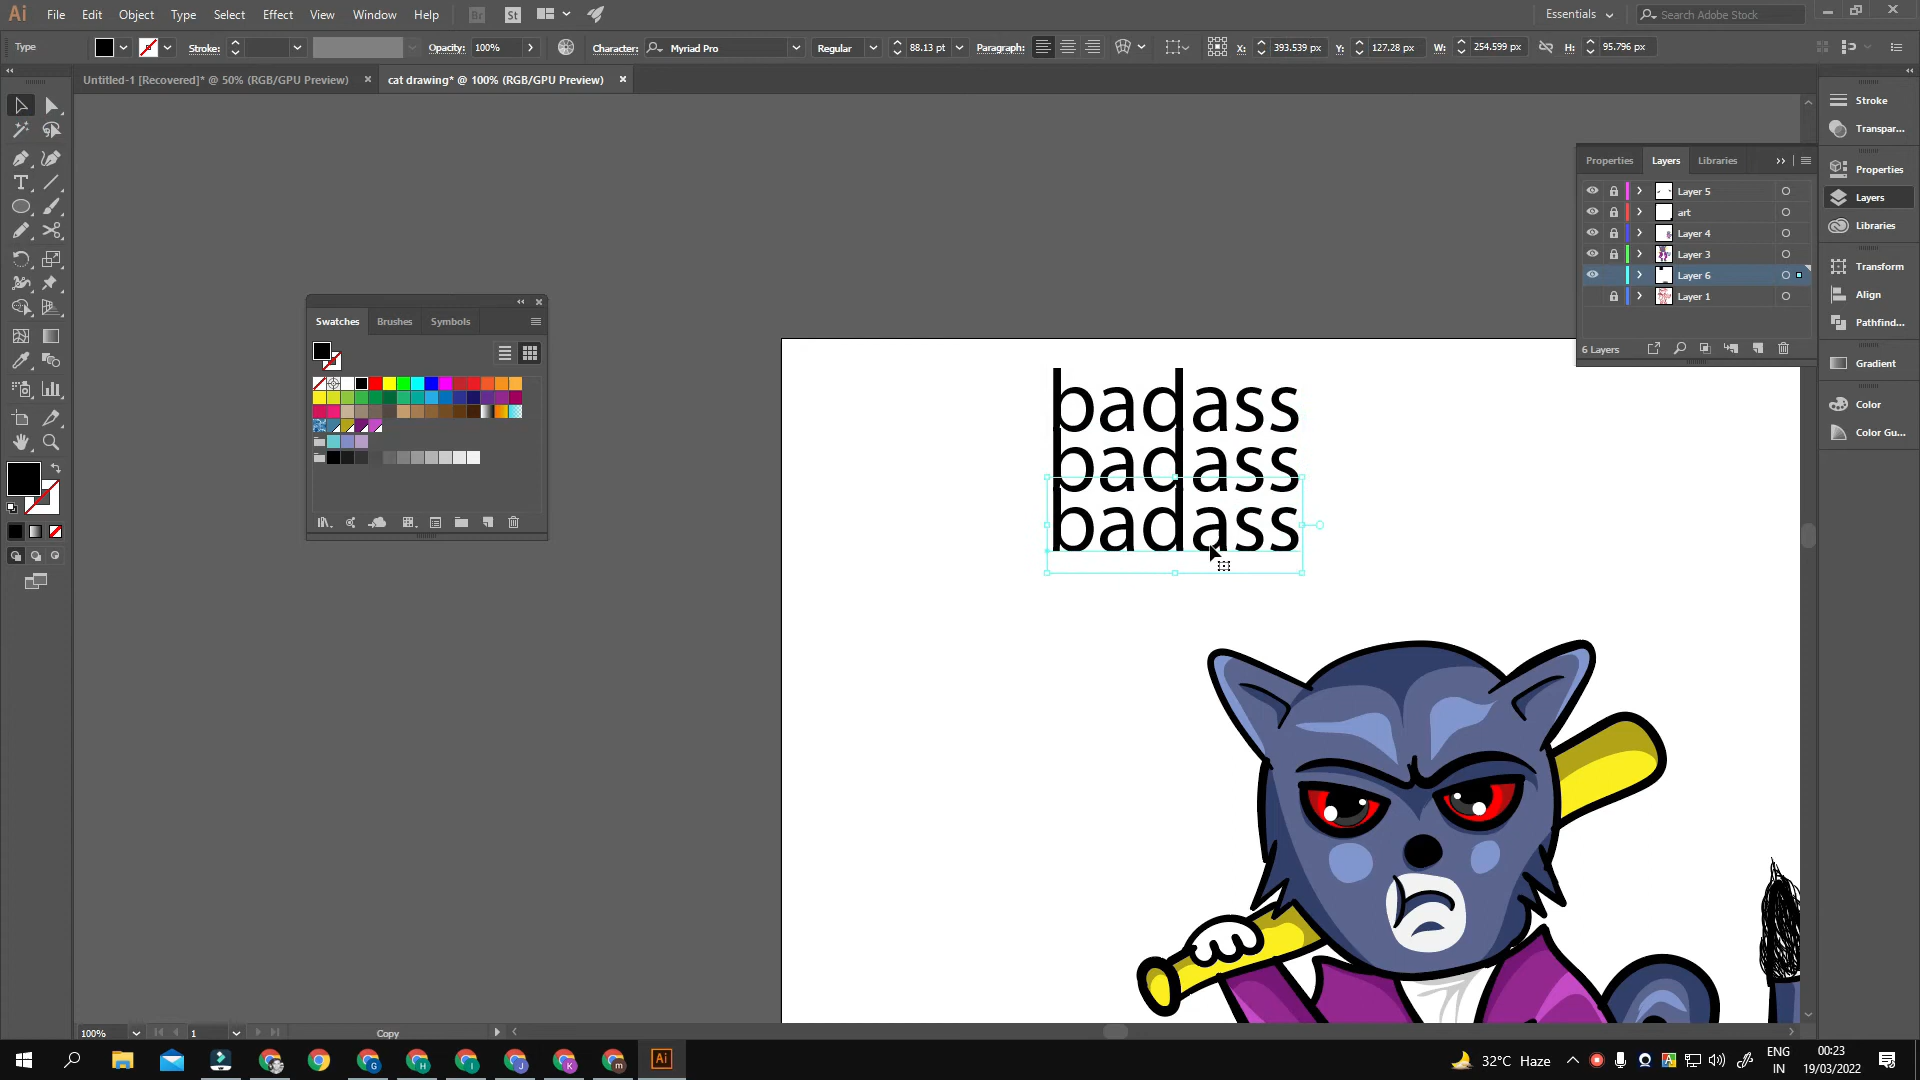 Ai File Edit Object Type Select Effect View Window Help Br St Essentials Search Adobe Stock
Type Stroke: Opacity: 100% Character: Myriad Pro Regular 88.13 pt Paragraph: X: 393.539 px Y: 127.28 px W: 254.599 px H: 95.796 px
Untitled-1 [Recovered]* @ 50% (RGB/GPU Preview) cat drawing* @ 100% (RGB/GPU Preview)
Stroke
Transpar...
Properties
Layers
Libraries
Transform
Align
Pathfind...
Gradient
Color
Color Gu...
Properties Layers Libraries
Layer 5
art
Layer 4
Layer 3
Layer 6
Layer 1
6 Layers
Swatches Brushes Symbols
badass
badass
badass
100% 1 Copy
Ai
32°C Haze ENG IN 00:23 19/03/2022